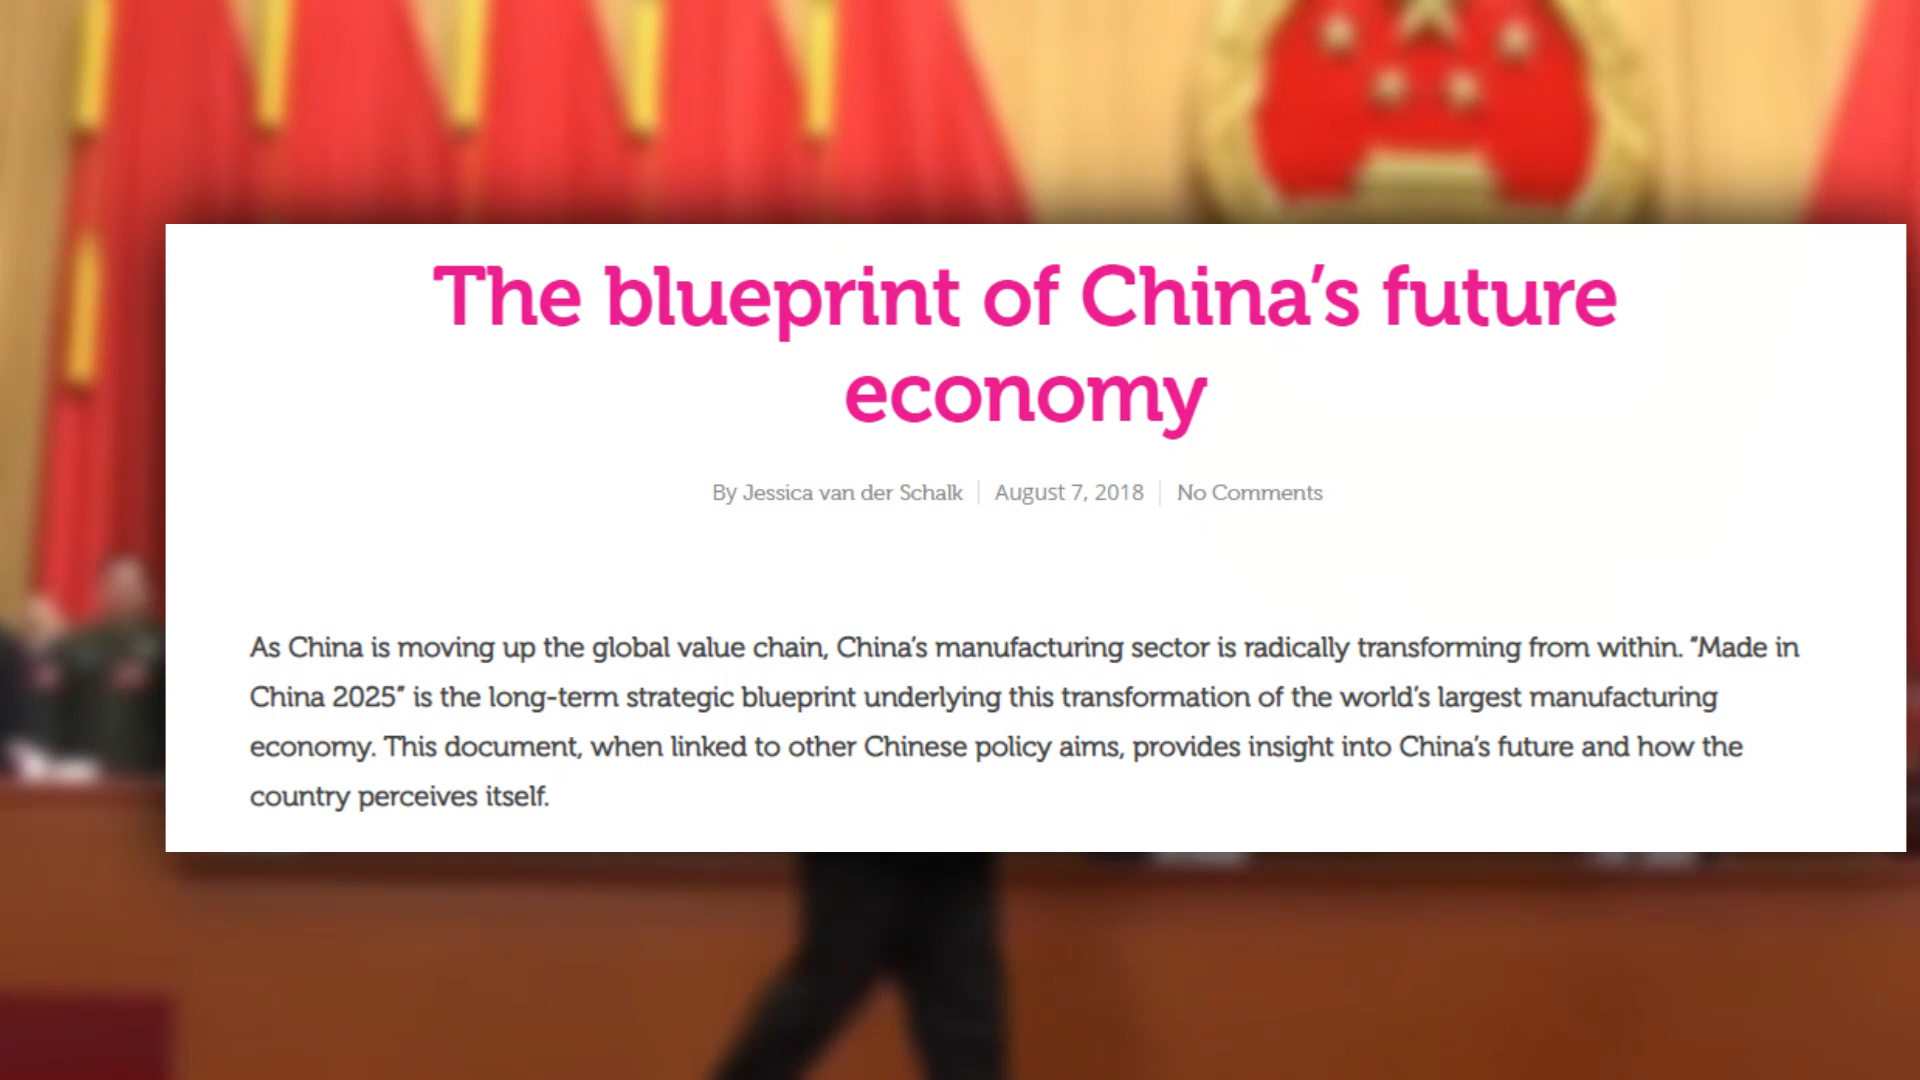 The blueprint of China’s future
economy
By Jessica van der Schalk | August 7, 2018 | No Comments
As China is moving up the global value chain, China’s manufacturing sector is radically transforming from within. “Made in
China 2025” is the long-term strategic blueprint underlying this transformation of the world’s largest manufacturing
economy. This document, when linked to other Chinese policy aims, provides insight into China’s future and how the
country perceives itself.